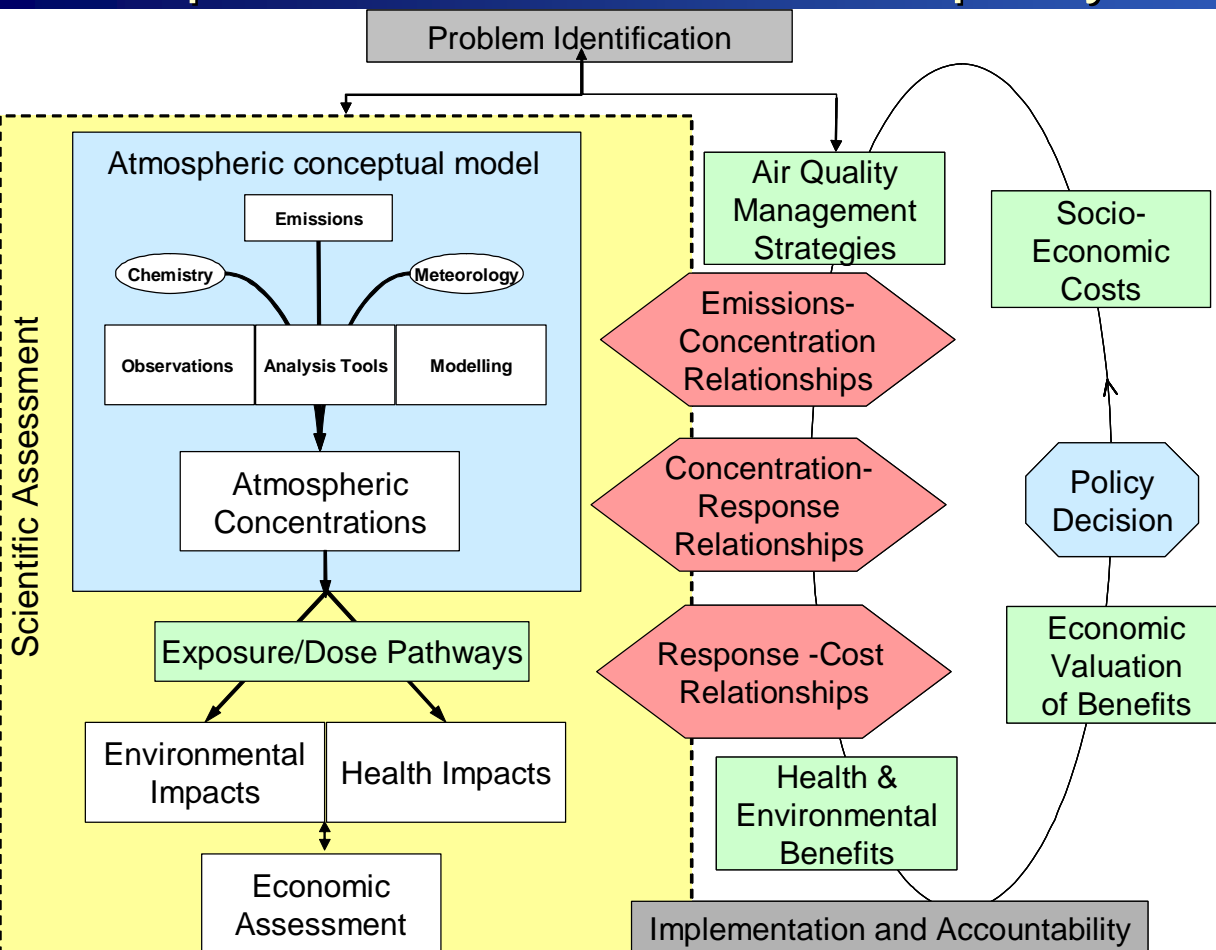 Problem Identification
Scientific Assessment
Atmospheric conceptual model
Emissions
Chemistry
Meteorology
Observations
Analysis Tools
Modelling
Atmospheric
Concentrations
Exposure/Dose Pathways
Environmental
Impacts
Health Impacts
Economic
Assessment
Air Quality
Management
Strategies
Emissions-
Concentration
Relationships
Concentration-
Response
Relationships
Response -Cost
Relationships
Health &
Environmental
Benefits
Socio-
Economic
Costs
Policy
Decision
Economic
Valuation
of Benefits
Implementation and Accountability